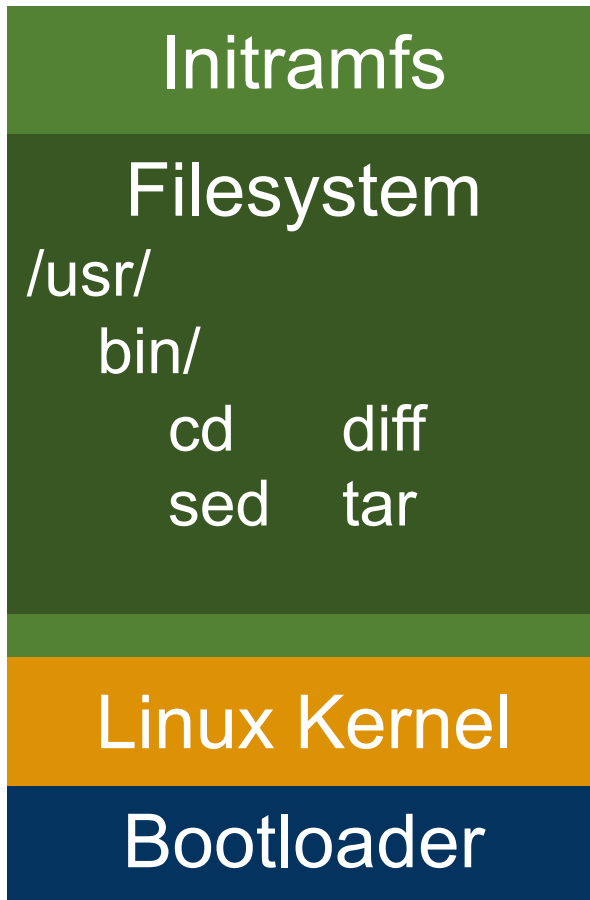 Initramfs
Filesystem
/usr/
bin/
cd diff
sed tar
Linux Kernel
Bootloader